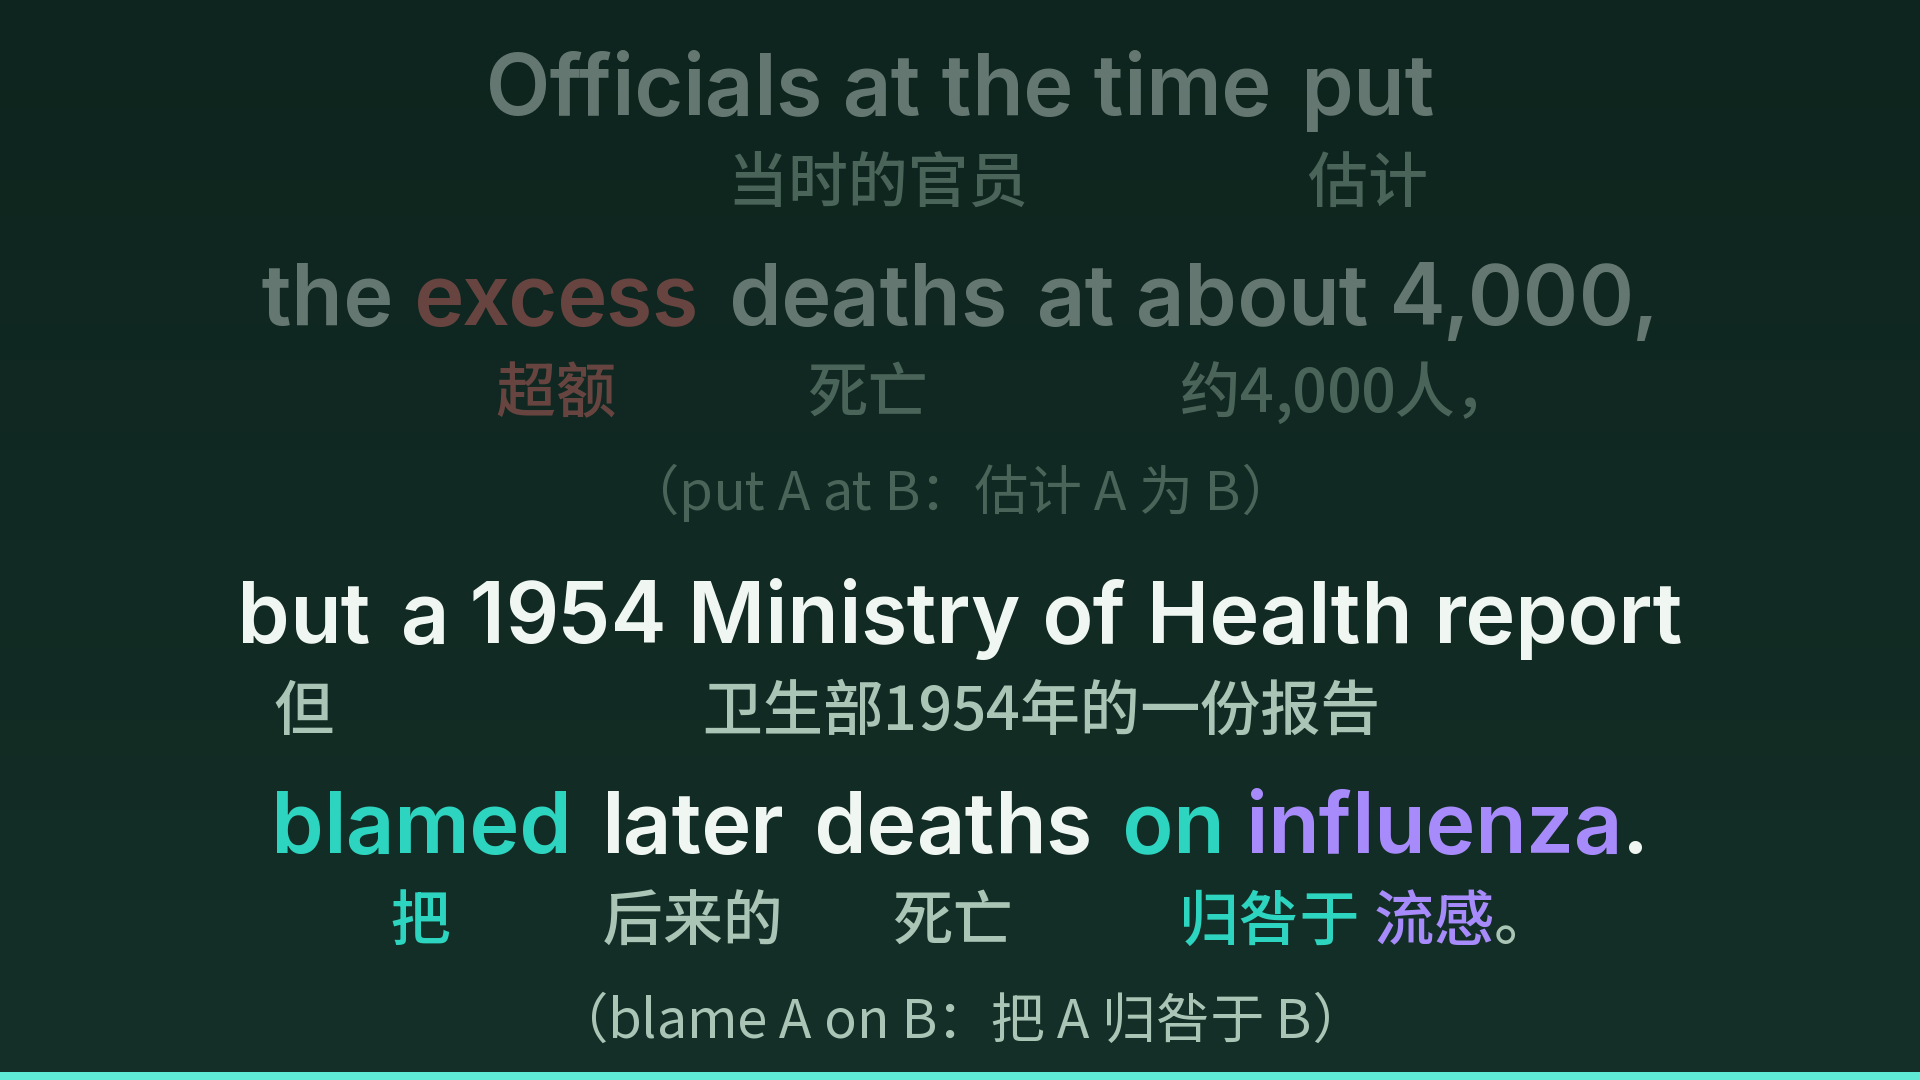 Officials at the time put
当时的官员 估计
the excess deaths at about 4,000,
超额 死亡 约4,000人，
（put A at B：估计 A 为 B）
but a 1954 Ministry of Health report
但 卫生部1954年的一份报告
blamed later deaths on influenza.
把 后来的 死亡 归咎于 流感。
（blame A on B：把 A 归咎于 B）